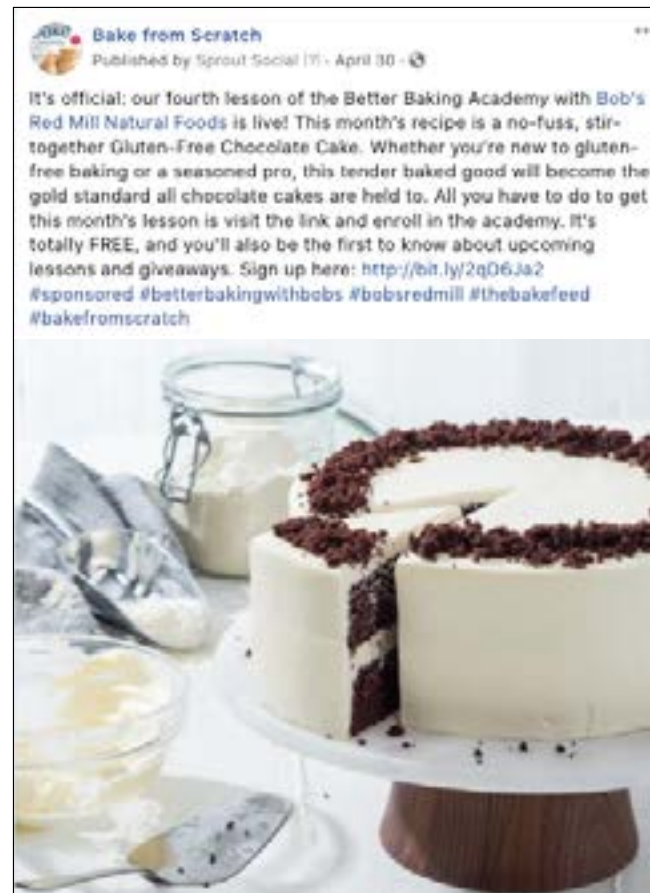 Bake from Scratch
Published by Sprout Social [?] · April 30 ·
It's official: our fourth lesson of the Better Baking Academy with Bob's
Red Mill Natural Foods is live! This month's recipe is a no-fuss, stir-
together Gluten-Free Chocolate Cake. Whether you're new to gluten-
free baking or a seasoned pro, this tender baked good will become the
gold standard all chocolate cakes are held to. All you have to do to get
this month's lesson is visit the link and enroll in the academy. It's
totally FREE, and you'll also be the first to know about upcoming
lessons and giveaways. Sign up here: http://bit.ly/2qD6Ja2
#sponsored #betterbakingwithbobs #bobsredmill #thebakefeed
#bakefromscratch